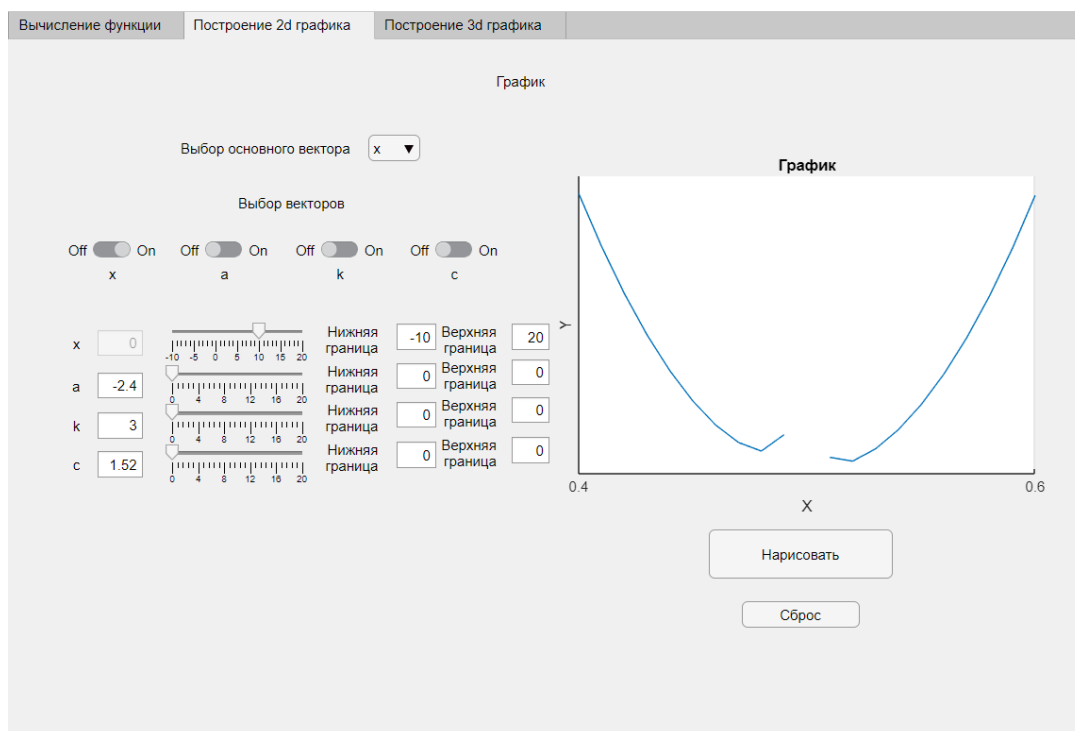 Вычисление функции Построение 2d графика Построение 3d графика
График
Выбор основного вектора x
График
Выбор векторов
Off On Off On Off On Off On
x a k c
x 0 -10 -5 0 5 10 15 20 Нижняя граница -10 Верхняя граница 20
a -2.4 0 4 8 12 16 20 Нижняя граница 0 Верхняя граница 0
k 3 0 4 8 12 16 20 Нижняя граница 0 Верхняя граница 0
c 1.52 0 4 8 12 16 20 Нижняя граница 0 Верхняя граница 0
Y
0.4 0.6
X
Нарисовать
Сброс